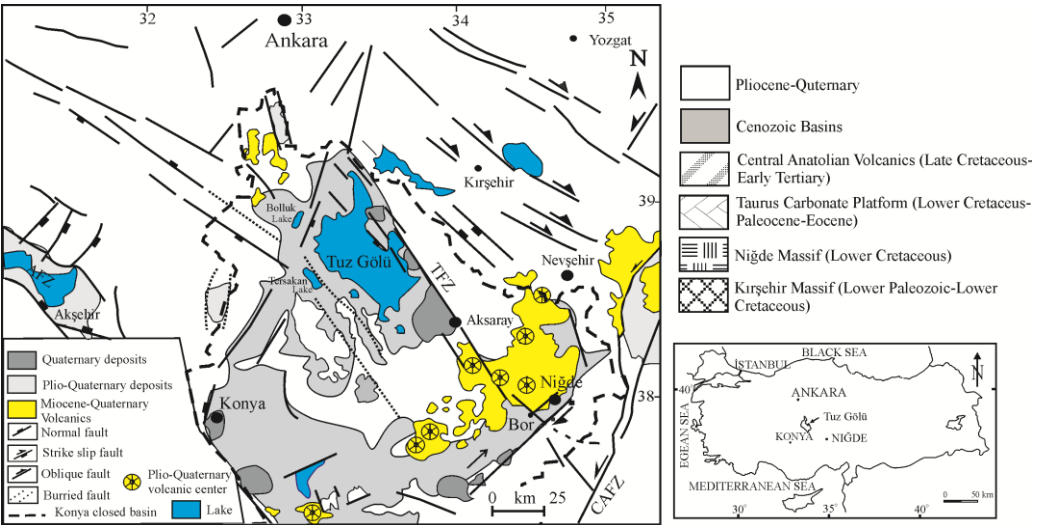 32
33
34
35
Ankara
Yozgat
N
Kırşehir
39
Bolluk
Lake
Tuz Gölü
Nevşehir
TFZ
Tersakan
Lake
Akşehir
Aksaray
Niğde
38
Konya
Bor
CAFZ
0 km 25
Quaternary deposits
Plio-Quaternary deposits
Miocene-Quaternary
Volcanics
Normal fault
Strike slip fault
Oblique fault
Burried fault
Konya closed basin
Plio-Quaternary
volcanic center
Lake
Pliocene-Quternary
Cenozoic Basins
Central Anatolian Volcanics (Late Cretaceous-
Early Tertiary)
Taurus Carbonate Platform (Lower Cretaceus-
Paleocene-Eocene)
Niğde Massif (Lower Cretaceous)
Kırşehir Massif (Lower Paleozoic-Lower
Cretaceous)
BLACK SEA
İSTANBUL
N
40°
ANKARA
Tuz Gölü
KONYA
NIĞDE
EGEAN SEA
MEDITERRANEAN SEA
0 50 km
30°
35°
40°